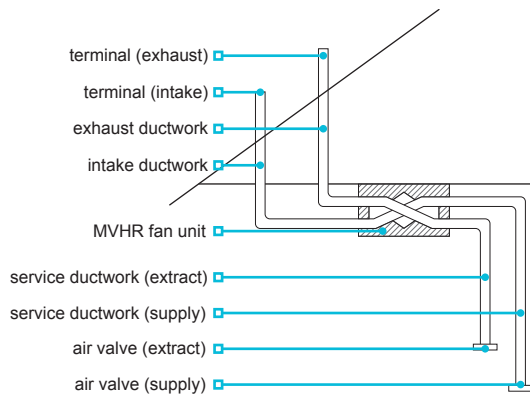 terminal (exhaust)
terminal (intake)
exhaust ductwork
intake ductwork
MVHR fan unit
service ductwork (extract)
service ductwork (supply)
air valve (extract)
air valve (supply)